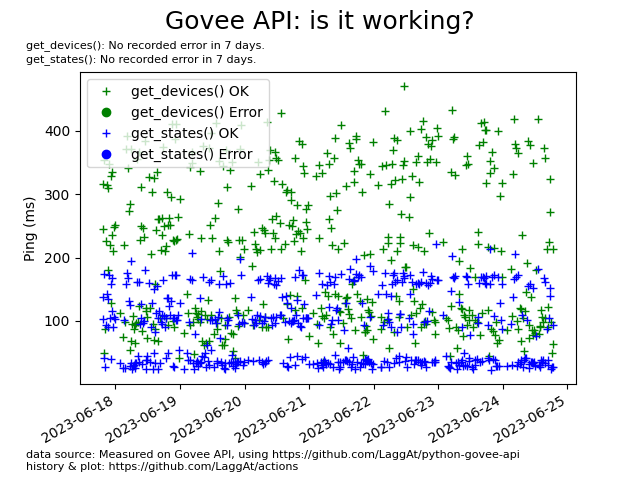 Govee API: is it working?
get_devices(): No recorded error in 7 days.
get_states(): No recorded error in 7 days.
get_devices() OK
get_devices() Error
get_states() OK
get_states() Error
Ping (ms)
400
300
200
100
2023-06-18
2023-06-19
2023-06-20
2023-06-21
2023-06-22
2023-06-23
2023-06-24
2023-06-25
data source: Measured on Govee API, using https://github.com/LaggAt/python-govee-api
history & plot: https://github.com/LaggAt/actions